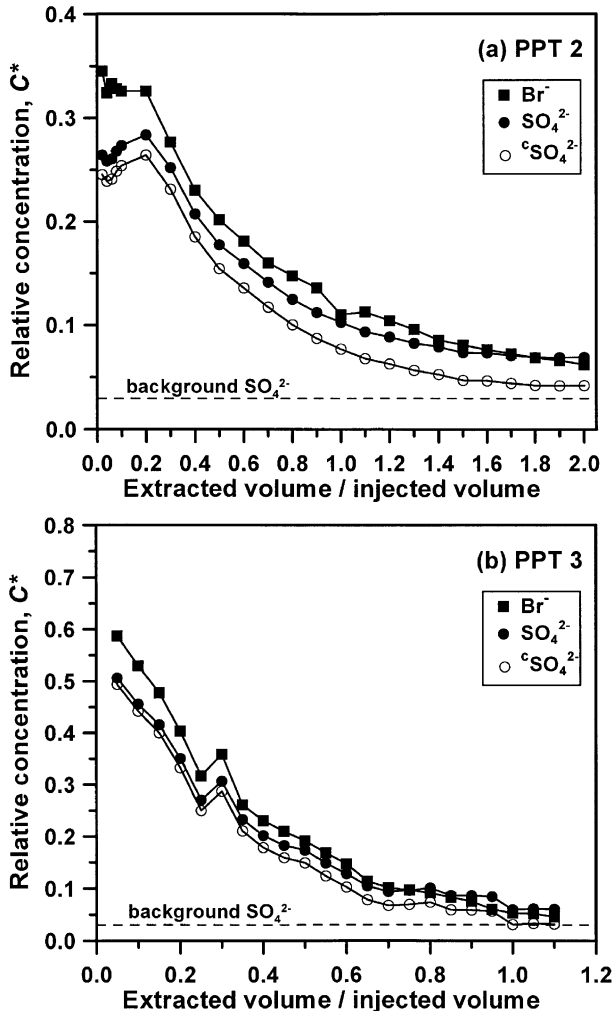 0.4
(a) PPT 2
Br⁻
SO₄²⁻
ᶜSO₄²⁻
0.3
0.2
0.1
0.0
Relative concentration, C*
background SO₄²⁻
0.0 0.2 0.4 0.6 0.8 1.0 1.2 1.4 1.6 1.8 2.0
Extracted volume / injected volume
0.8
(b) PPT 3
Br⁻
SO₄²⁻
ᶜSO₄²⁻
0.7
0.6
0.5
0.4
0.3
0.2
0.1
0.0
Relative concentration, C*
background SO₄²⁻
0.0 0.2 0.4 0.6 0.8 1.0 1.2
Extracted volume / injected volume